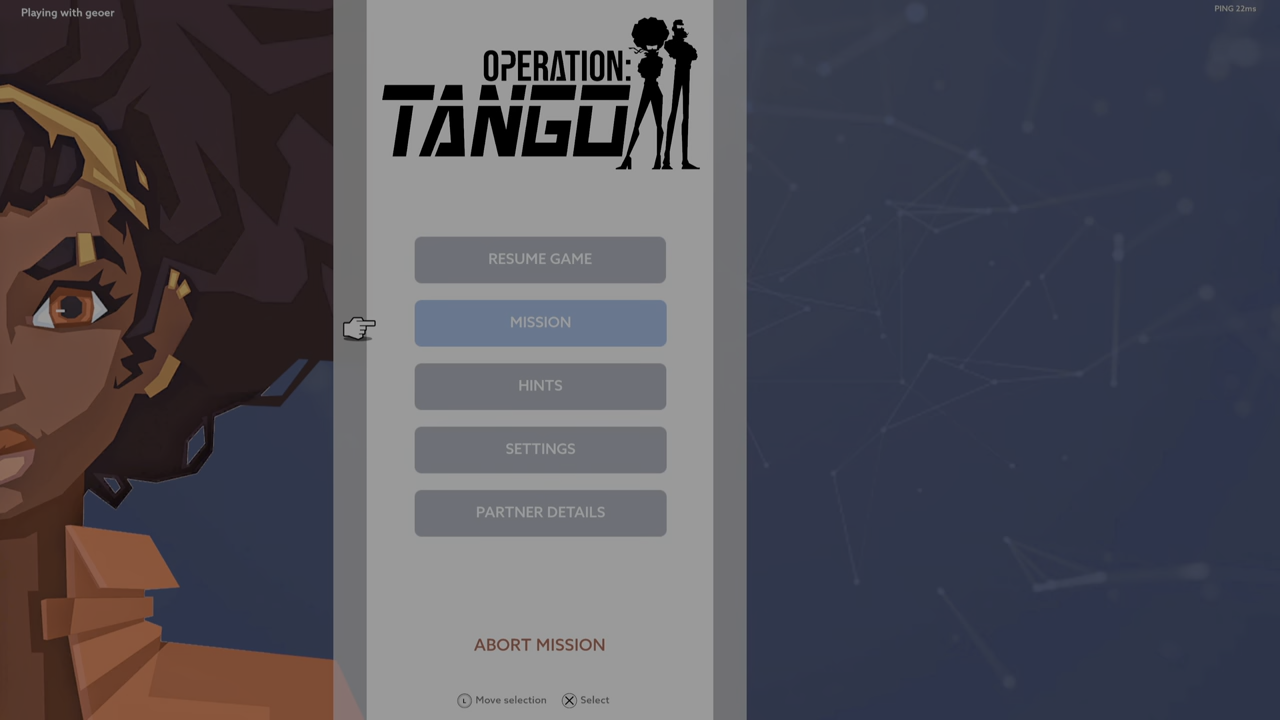 Playing with geoer
PING 22ms
OPERATION:
TANGO
RESUME GAME
MISSION
HINTS
SETTINGS
PARTNER DETAILS
ABORT MISSION
L Move selection X Select